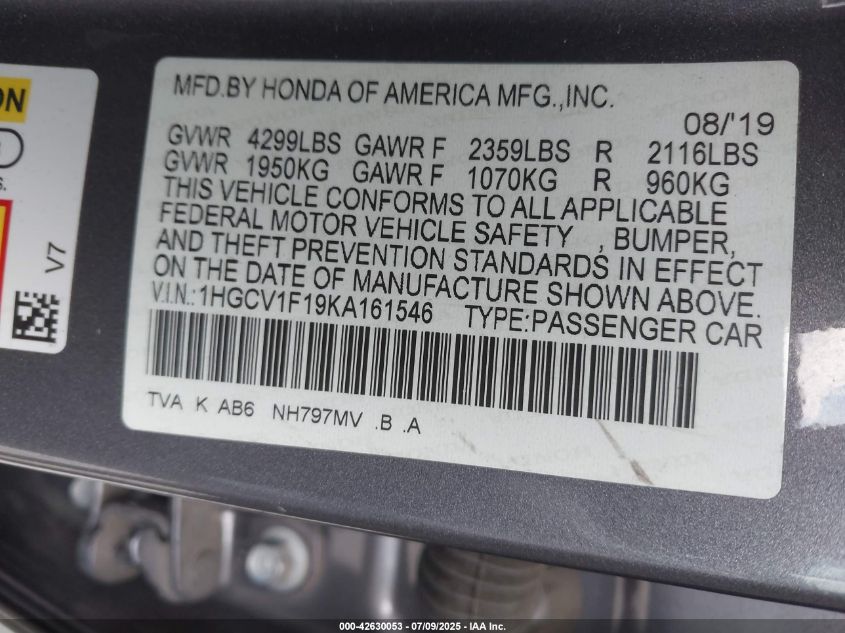 ON
S.
V7
MFD.BY HONDA OF AMERICA MFG.,INC.
08/'19
GVWR 4299LBS GAWR F 2359LBS R 2116LBS
GVWR 1950KG GAWR F 1070KG R 960KG
THIS VEHICLE CONFORMS TO ALL APPLICABLE
FEDERAL MOTOR VEHICLE SAFETY , BUMPER,
AND THEFT PREVENTION STANDARDS IN EFFECT
ON THE DATE OF MANUFACTURE SHOWN ABOVE.
V.I.N.:1HGCV1F19KA161546 TYPE:PASSENGER CAR
TVA K AB6 NH797MV .B .A
000-42630053 / 07/09/2025 - IAA Inc.